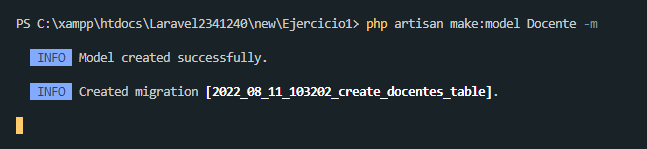 PS C:\xampp\htdocs\Laravel2341240\new\Ejercicio1> php artisan make:model Docente -m
INFO Model created successfully.
INFO Created migration [2022_08_11_103202_create_docentes_table].